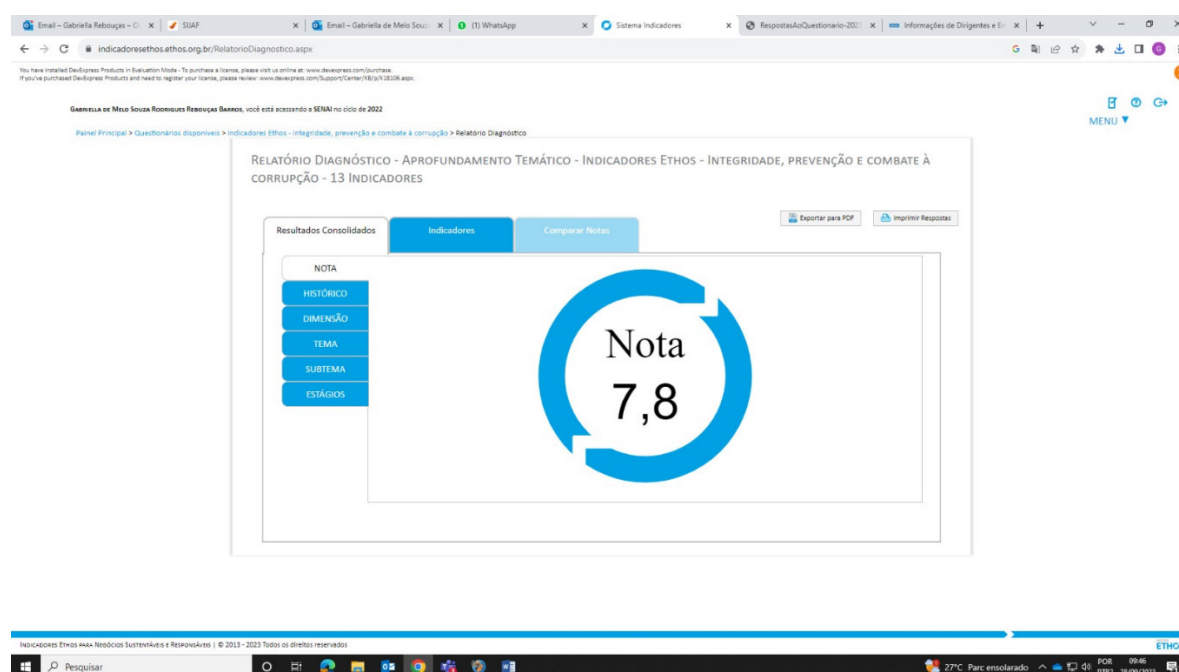 Email – Gabriella Rebouças – O
SUAF
Email – Gabriella de Melo Souz
(1) WhatsApp
Sistema Indicadores
RespostasAoQuestionario-202
Informações de Dirigentes e E
indicadoresethos.ethos.org.br/RelatorioDiagnostico.aspx
You have installed DevExpress Products in Evaluation Mode - To purchase a license, please visit us online at: www.devexpress.com/purchase.
If you've purchased DevExpress Products and need to register your license, please review: www.devexpress.com/Support/Center/KB/p/K18106.aspx.
Gabriella de Melo Souza Rodrigues Rebouças Barros, você está acessando o SENAI no ciclo de 2022
MENU
Painel Principal > Questionários disponíveis > Indicadores Ethos - Integridade, prevenção e combate à corrupção > Relatório Diagnóstico
Relatório Diagnóstico - Aprofundamento Temático - Indicadores Ethos - Integridade, prevenção e combate à
corrupção - 13 Indicadores
Exportar para PDF
Imprimir Respostas
Resultados Consolidados
Indicadores
Comparar Notas
NOTA
HISTÓRICO
DIMENSÃO
TEMA
SUBTEMA
ESTÁGIOS
Nota
7,8
Indicadores Ethos para Negócios Sustentáveis e Responsáveis | © 2013 - 2023 Todos os direitos reservados
Pesquisar
27°C Parc ensolarado
POR
09:46